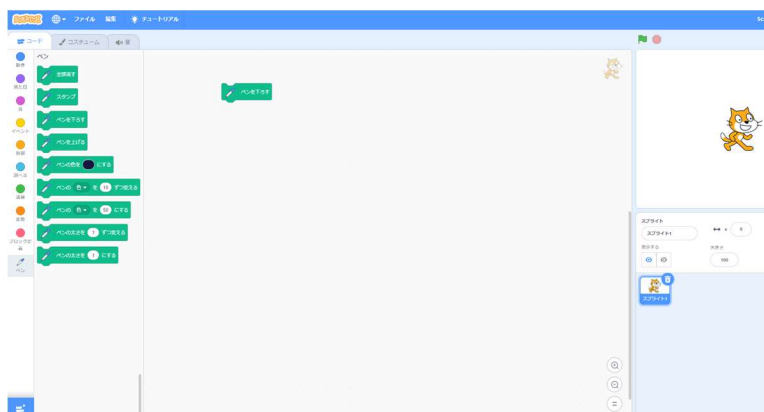 SCRATCH
ファイル 編集 チュートリアル
コード コスチューム 音
動き
見た目
音
イベント
制御
調べる
演算
変数
ブロック定義
ペン
ペン
全部消す
スタンプ
ペンを下ろす
ペンを上げる
ペンの色を にする
ペンの 色 を 10 ずつ変える
ペンの 色 を 50 にする
ペンの太さを 1 ずつ変える
ペンの太さを 1 にする
ペンを下ろす
Sc
スプライト
スプライト1
x 0
表示する 大きさ
100
スプライト1